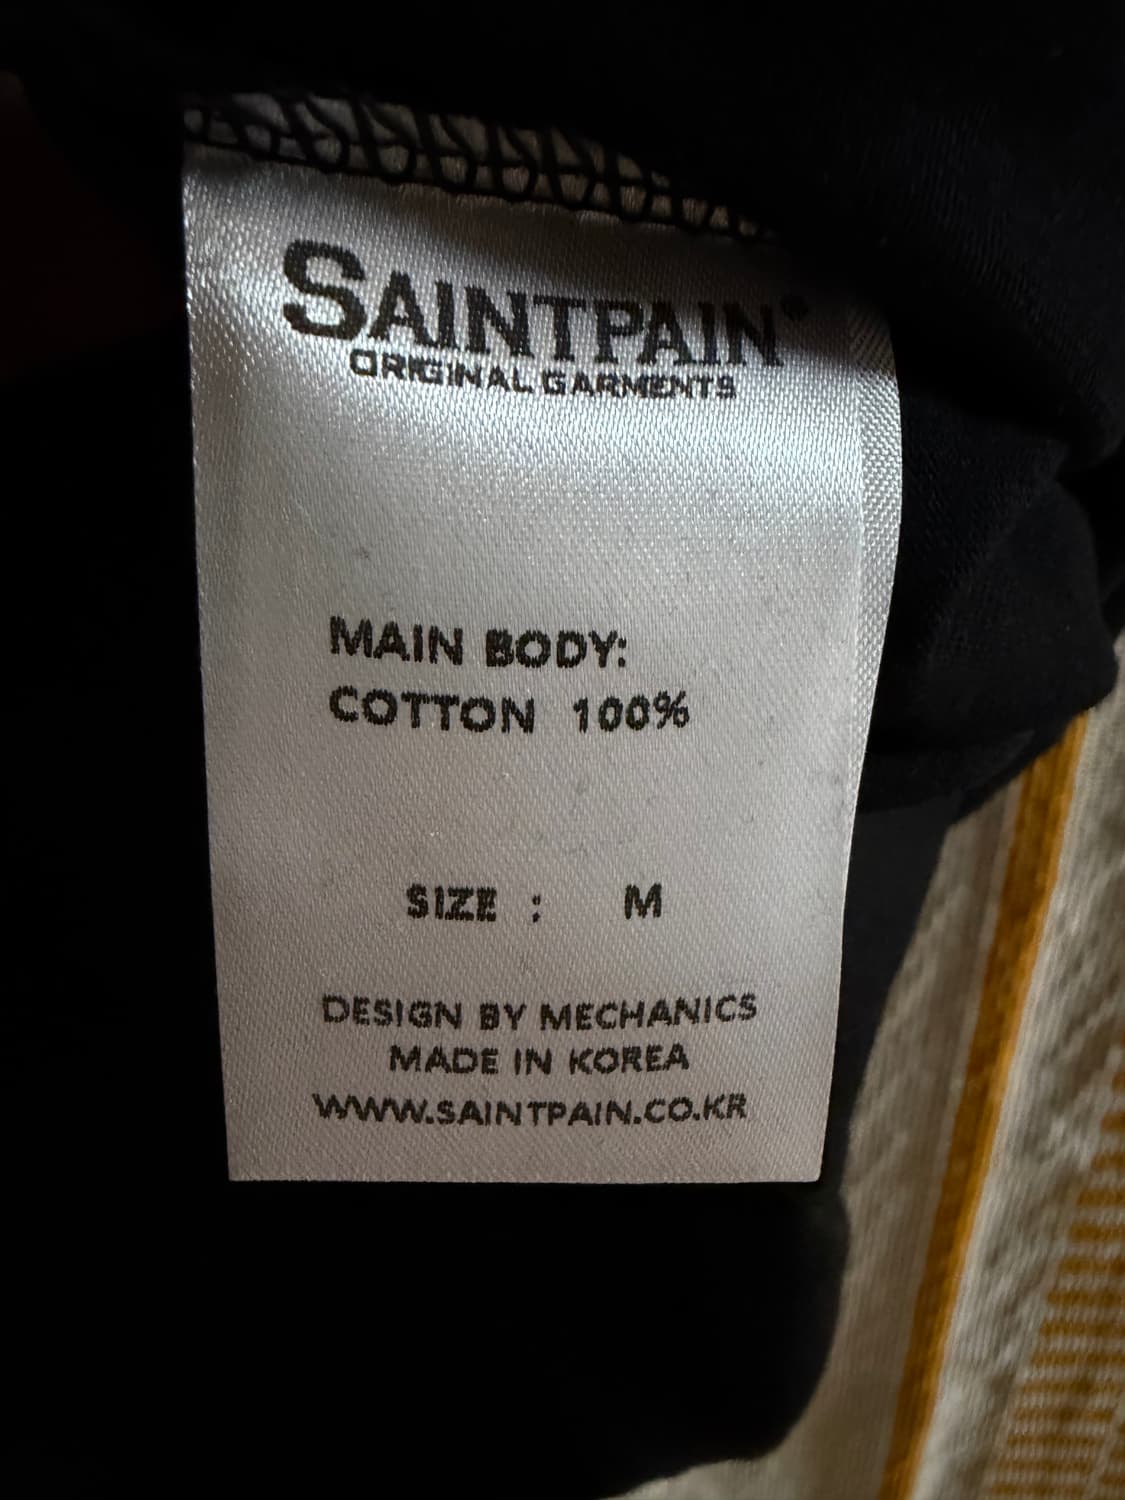 SAINTPAIN®
ORIGINAL GARMENTS
MAIN BODY:
COTTON 100%
SIZE : M
DESIGN BY MECHANICS
MADE IN KOREA
WWW.SAINTPAIN.CO.KR